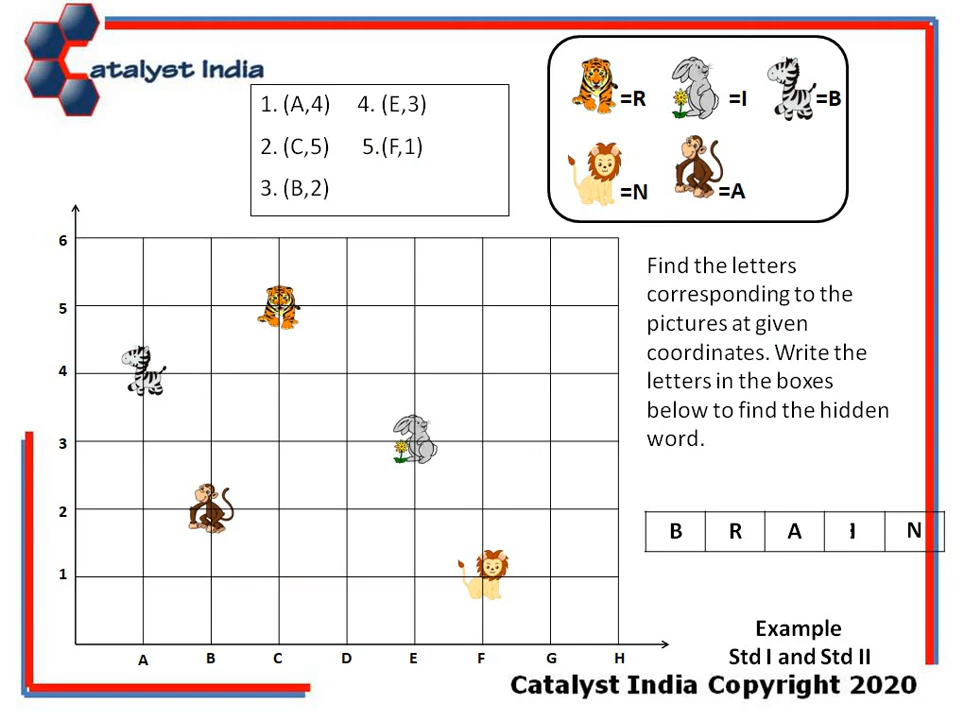 atalyst India
1. (A,4) 4. (E,3)
2. (C,5) 5.(F,1)
3. (B,2)
=R =I =B
=N =A
6
5
4
3
2
1
A B C D E F G H
Find the letters
corresponding to the
pictures at given
coordinates. Write the
letters in the boxes
below to find the hidden
word.
B R A I N
Example
Std I and Std II
Catalyst India Copyright 2020